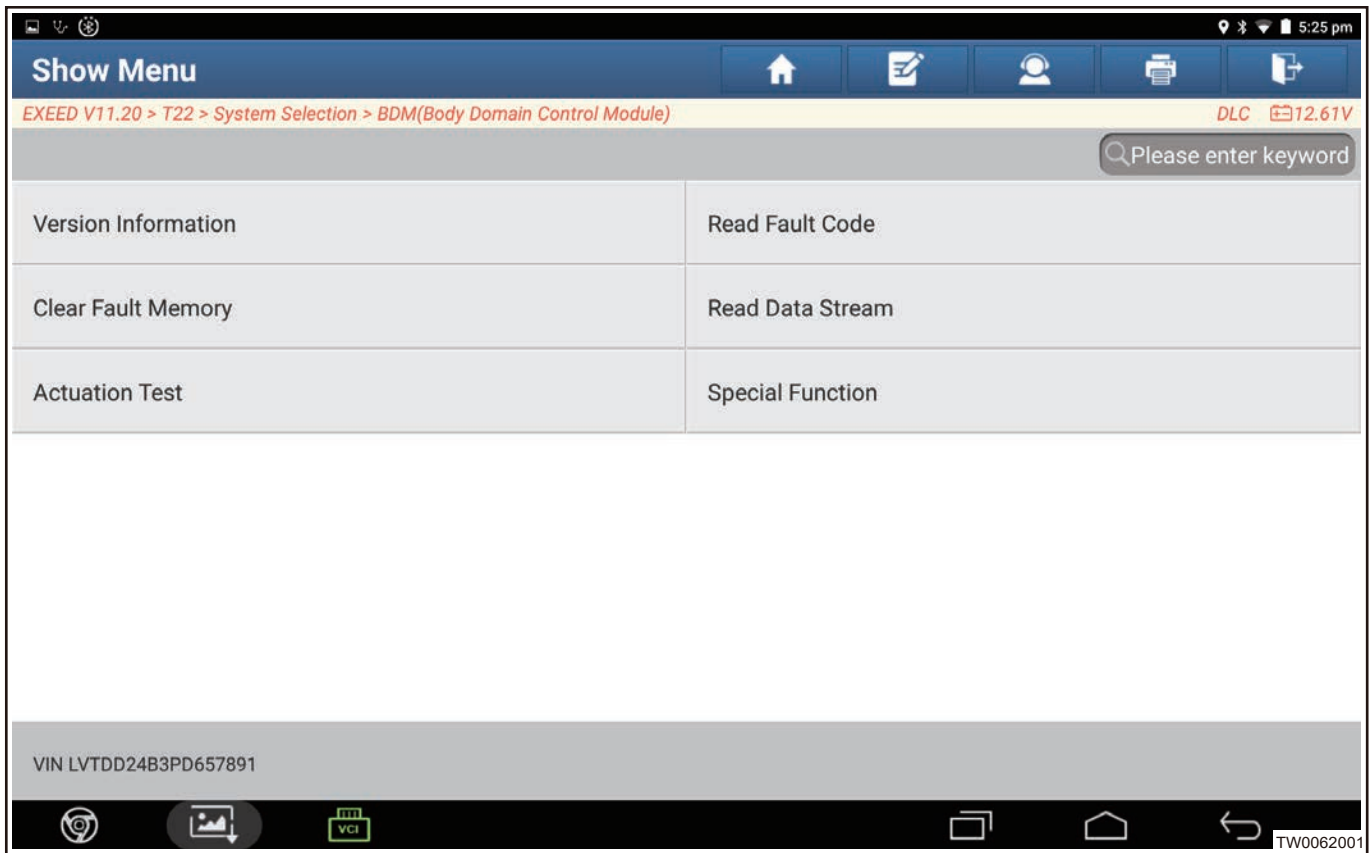 5:25 pm
Show Menu
EXEED V11.20 > T22 > System Selection > BDM(Body Domain Control Module)
DLC 12.61V
Please enter keyword
Version Information
Read Fault Code
Clear Fault Memory
Read Data Stream
Actuation Test
Special Function
VIN LVTDD24B3PD657891
VCI
TW0062001